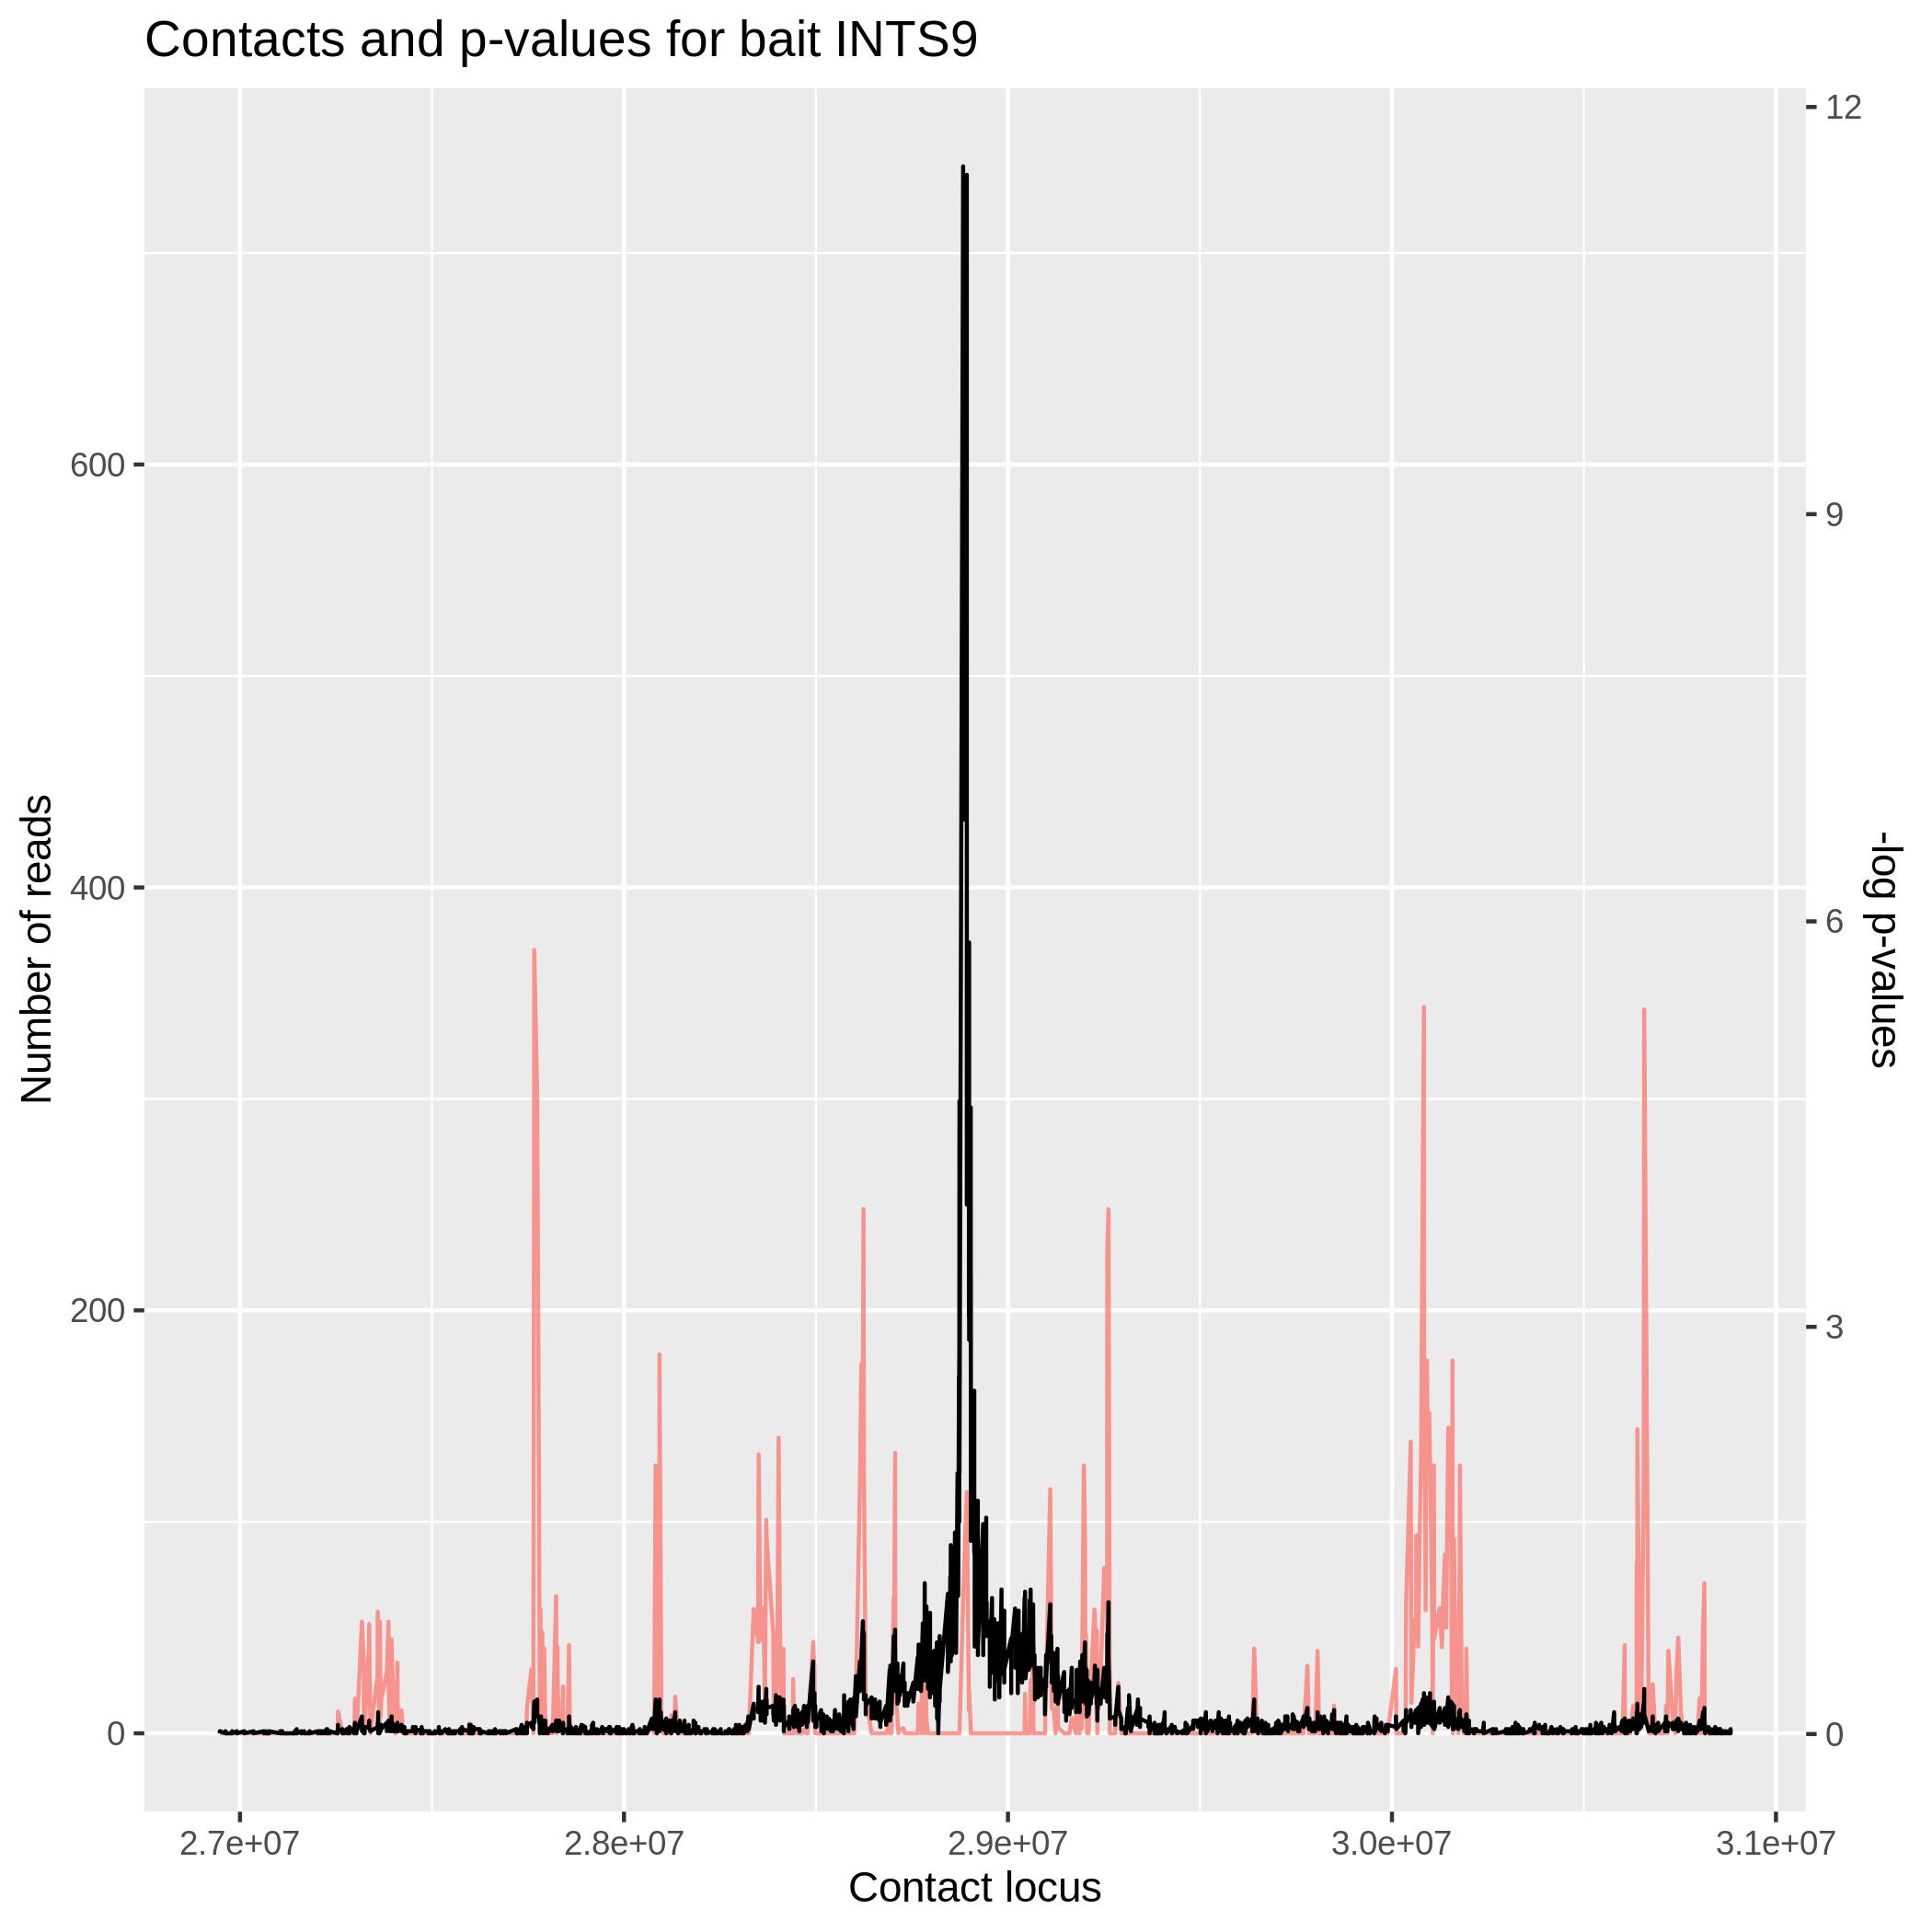 Contacts and p-values for bait INTS9
12
600
9
400
6
200
3
0
0
Number of reads
-log p-values
2.7e+07
2.8e+07
2.9e+07
3.0e+07
3.1e+07
Contact locus